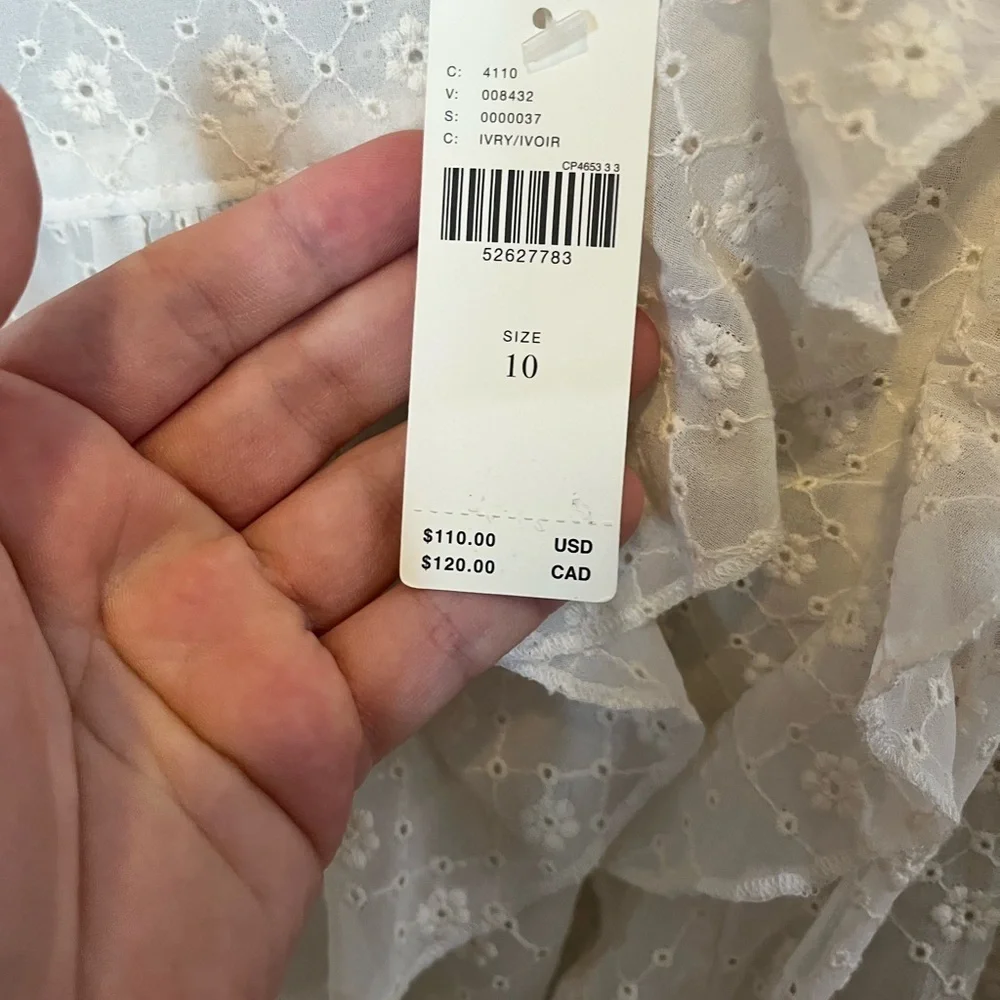 C: 4110
V: 008432
S: 0000037
C: IVRY/IVOIR
CP4653 3 3
52627783
SIZE
10
$110.00 USD
$120.00 CAD